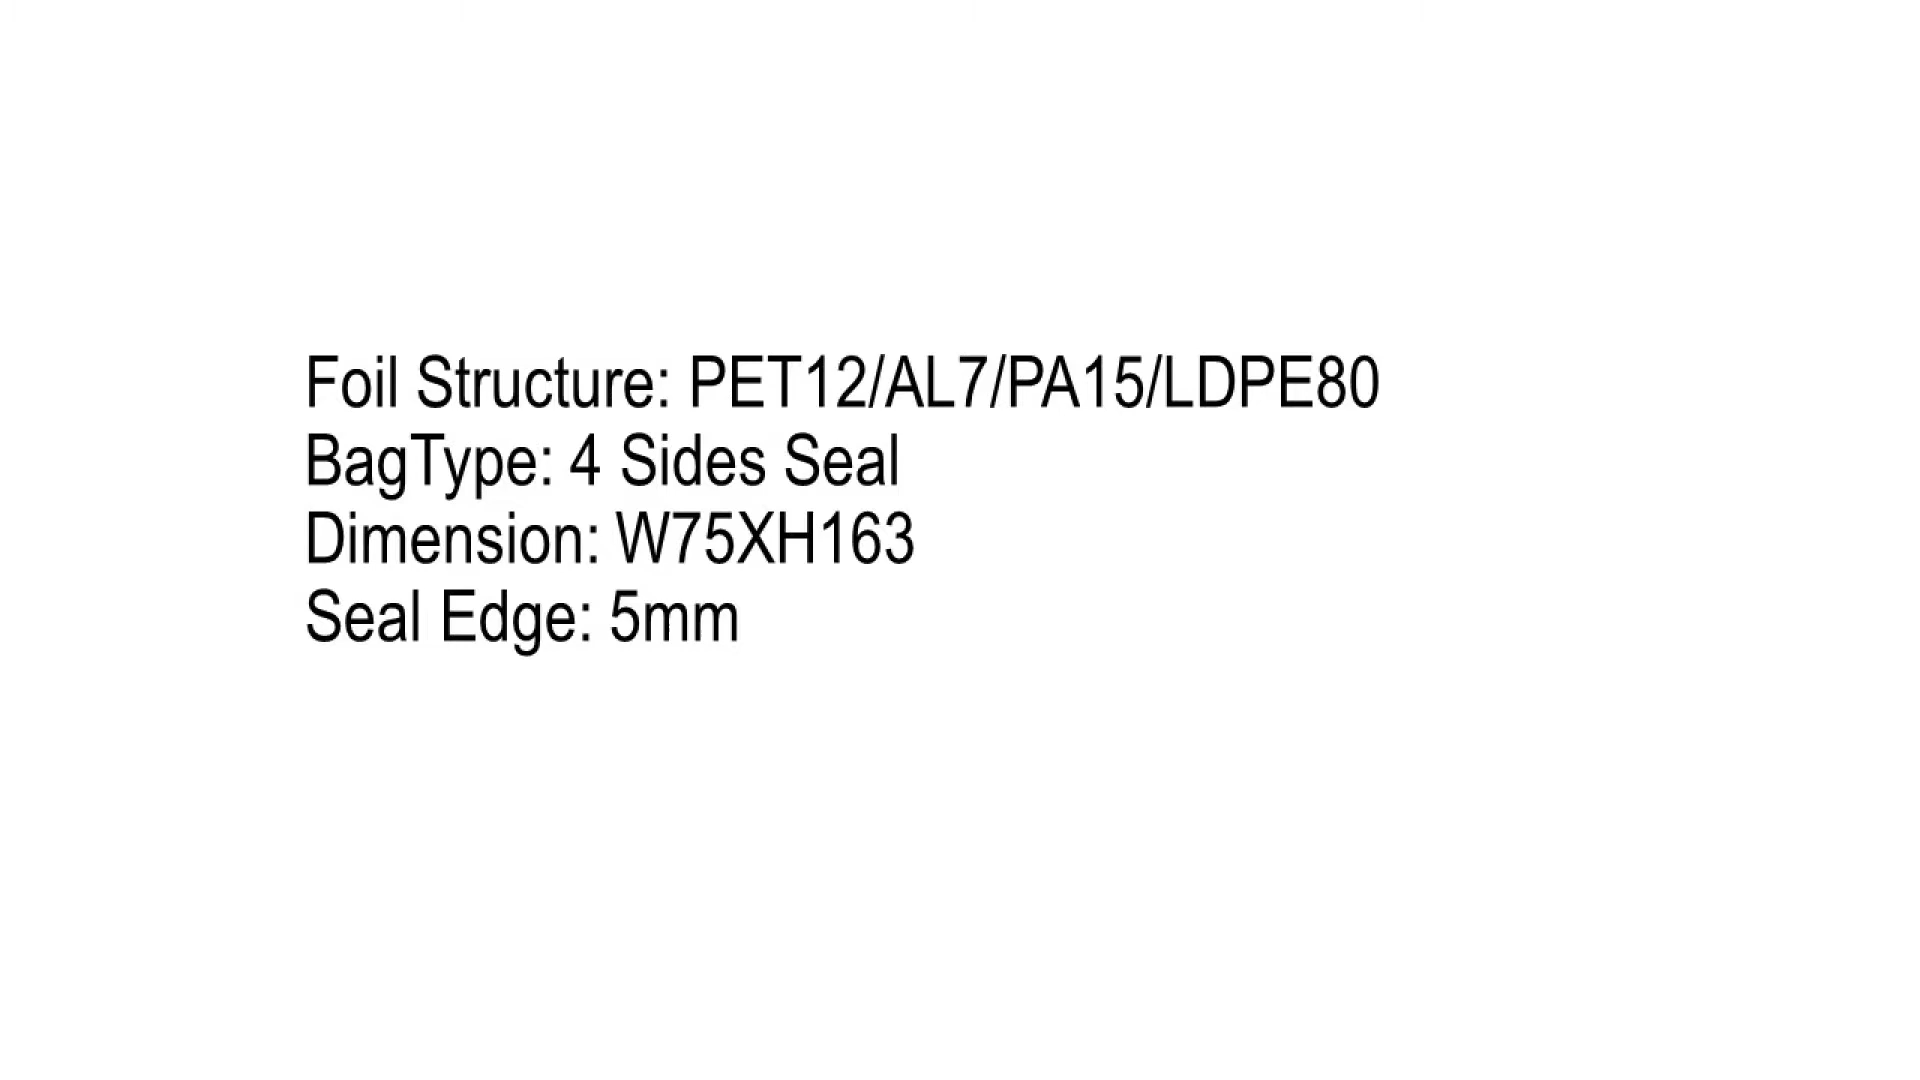 Foil Structure: PET12/AL7/PA15/LDPE80
BagType: 4 Sides Seal
Dimension: W75XH163
Seal Edge: 5mm